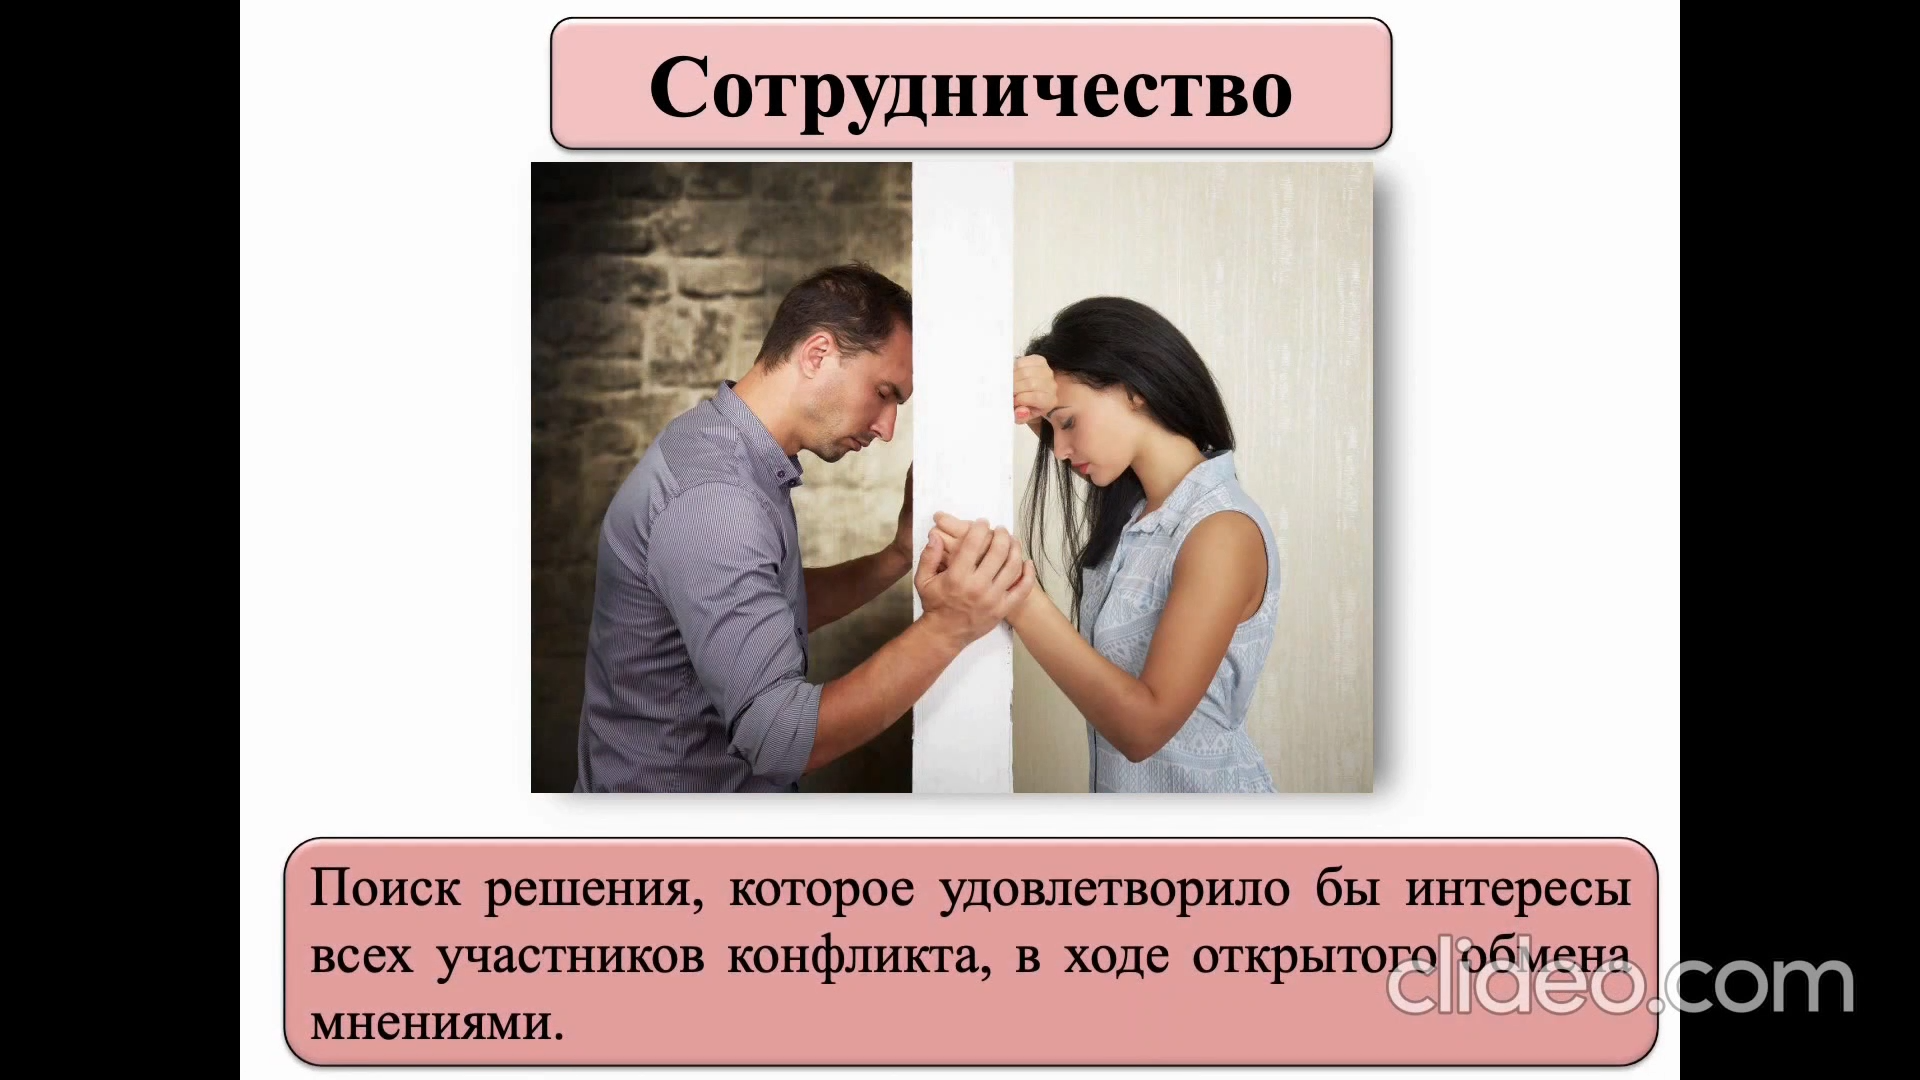 Сотрудничество
Поиск решения, которое удовлетворило бы интересы
всех участников конфликта, в ходе открытого обмена
мнениями.
clideo.com